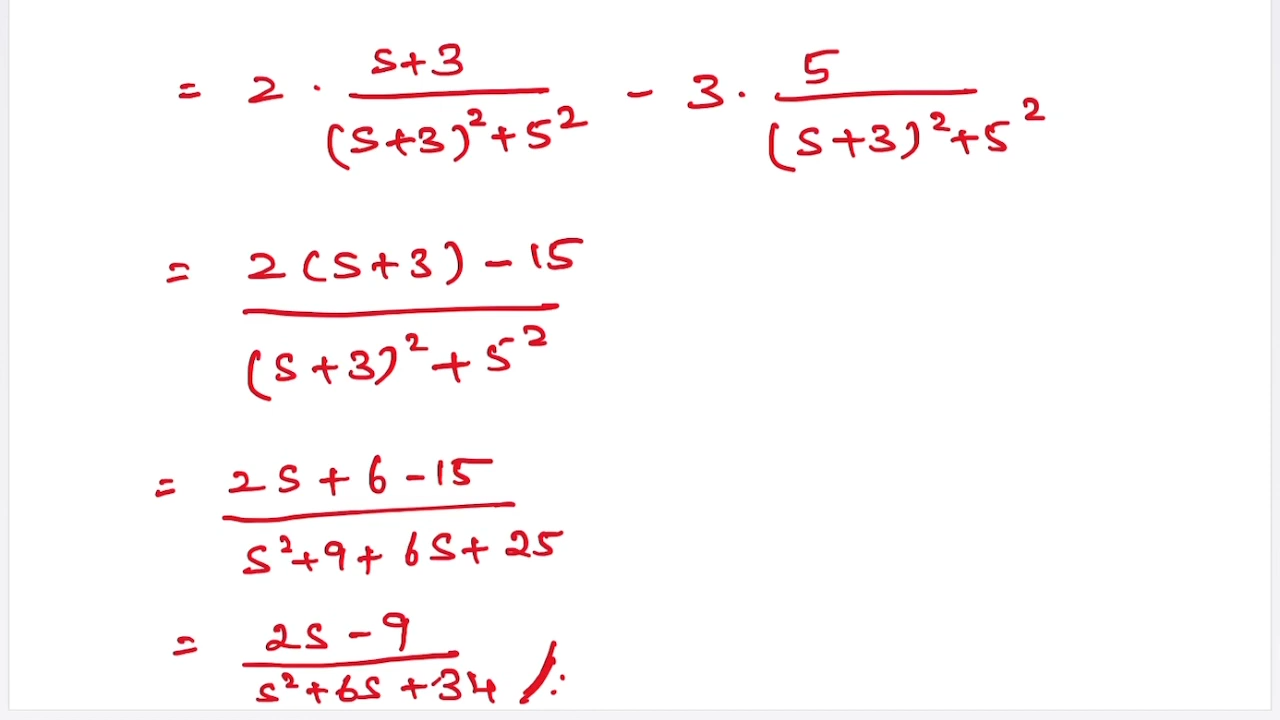 = 2 · (s+3)/((s+3)²+5²) - 3 · 5/((s+3)²+5²)
= (2(s+3)-15)/((s+3)²+5²)
= (2s+6-15)/(s²+9+6s+25)
= (2s-9)/(s²+6s+34)